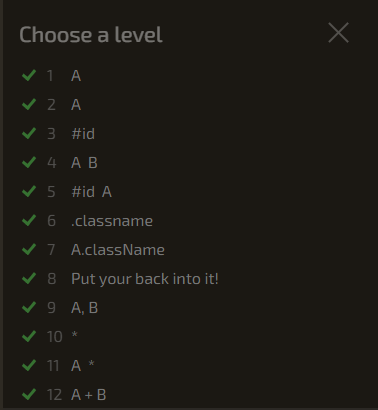 Choose a level
1 A
2 A
3 #id
4 A B
5 #id A
6 .classname
7 A.className
8 Put your back into it!
9 A, B
10 *
11 A *
12 A + B